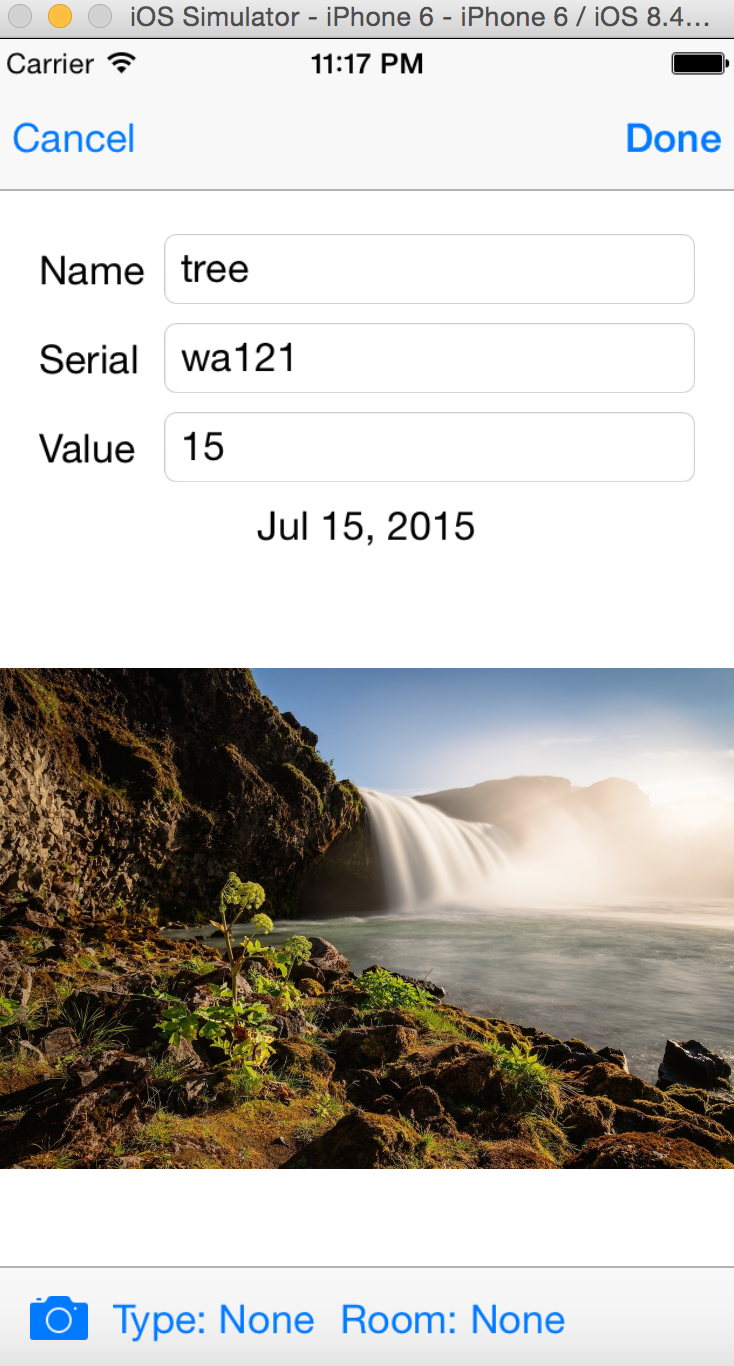 iOS Simulator - iPhone 6 - iPhone 6 / iOS 8.4...
Carrier 11:17 PM
Cancel Done
Name tree
Serial wa121
Value 15
Jul 15, 2015
Type: None Room: None